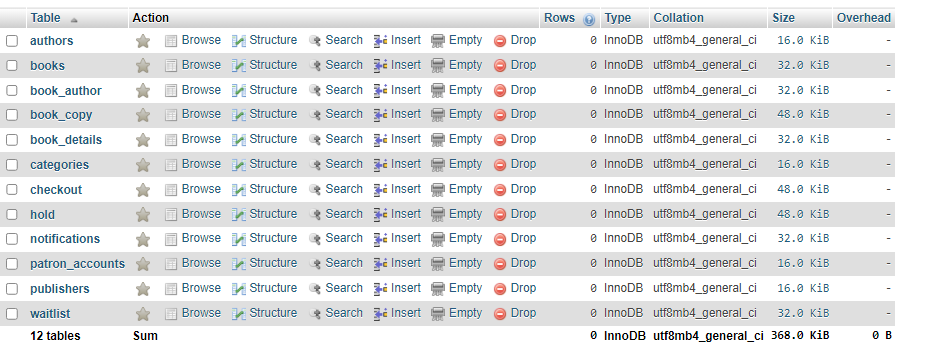 Table Action Rows Type Collation Size Overhead
authors Browse Structure Search Insert Empty Drop 0 InnoDB utf8mb4_general_ci 16.0 KiB -
books Browse Structure Search Insert Empty Drop 0 InnoDB utf8mb4_general_ci 32.0 KiB -
book_author Browse Structure Search Insert Empty Drop 0 InnoDB utf8mb4_general_ci 32.0 KiB -
book_copy Browse Structure Search Insert Empty Drop 0 InnoDB utf8mb4_general_ci 48.0 KiB -
book_details Browse Structure Search Insert Empty Drop 0 InnoDB utf8mb4_general_ci 32.0 KiB -
categories Browse Structure Search Insert Empty Drop 0 InnoDB utf8mb4_general_ci 16.0 KiB -
checkout Browse Structure Search Insert Empty Drop 0 InnoDB utf8mb4_general_ci 48.0 KiB -
hold Browse Structure Search Insert Empty Drop 0 InnoDB utf8mb4_general_ci 48.0 KiB -
notifications Browse Structure Search Insert Empty Drop 0 InnoDB utf8mb4_general_ci 32.0 KiB -
patron_accounts Browse Structure Search Insert Empty Drop 0 InnoDB utf8mb4_general_ci 16.0 KiB -
publishers Browse Structure Search Insert Empty Drop 0 InnoDB utf8mb4_general_ci 16.0 KiB -
waitlist Browse Structure Search Insert Empty Drop 0 InnoDB utf8mb4_general_ci 32.0 KiB -
12 tables Sum 0 InnoDB utf8mb4_general_ci 368.0 KiB 0 B